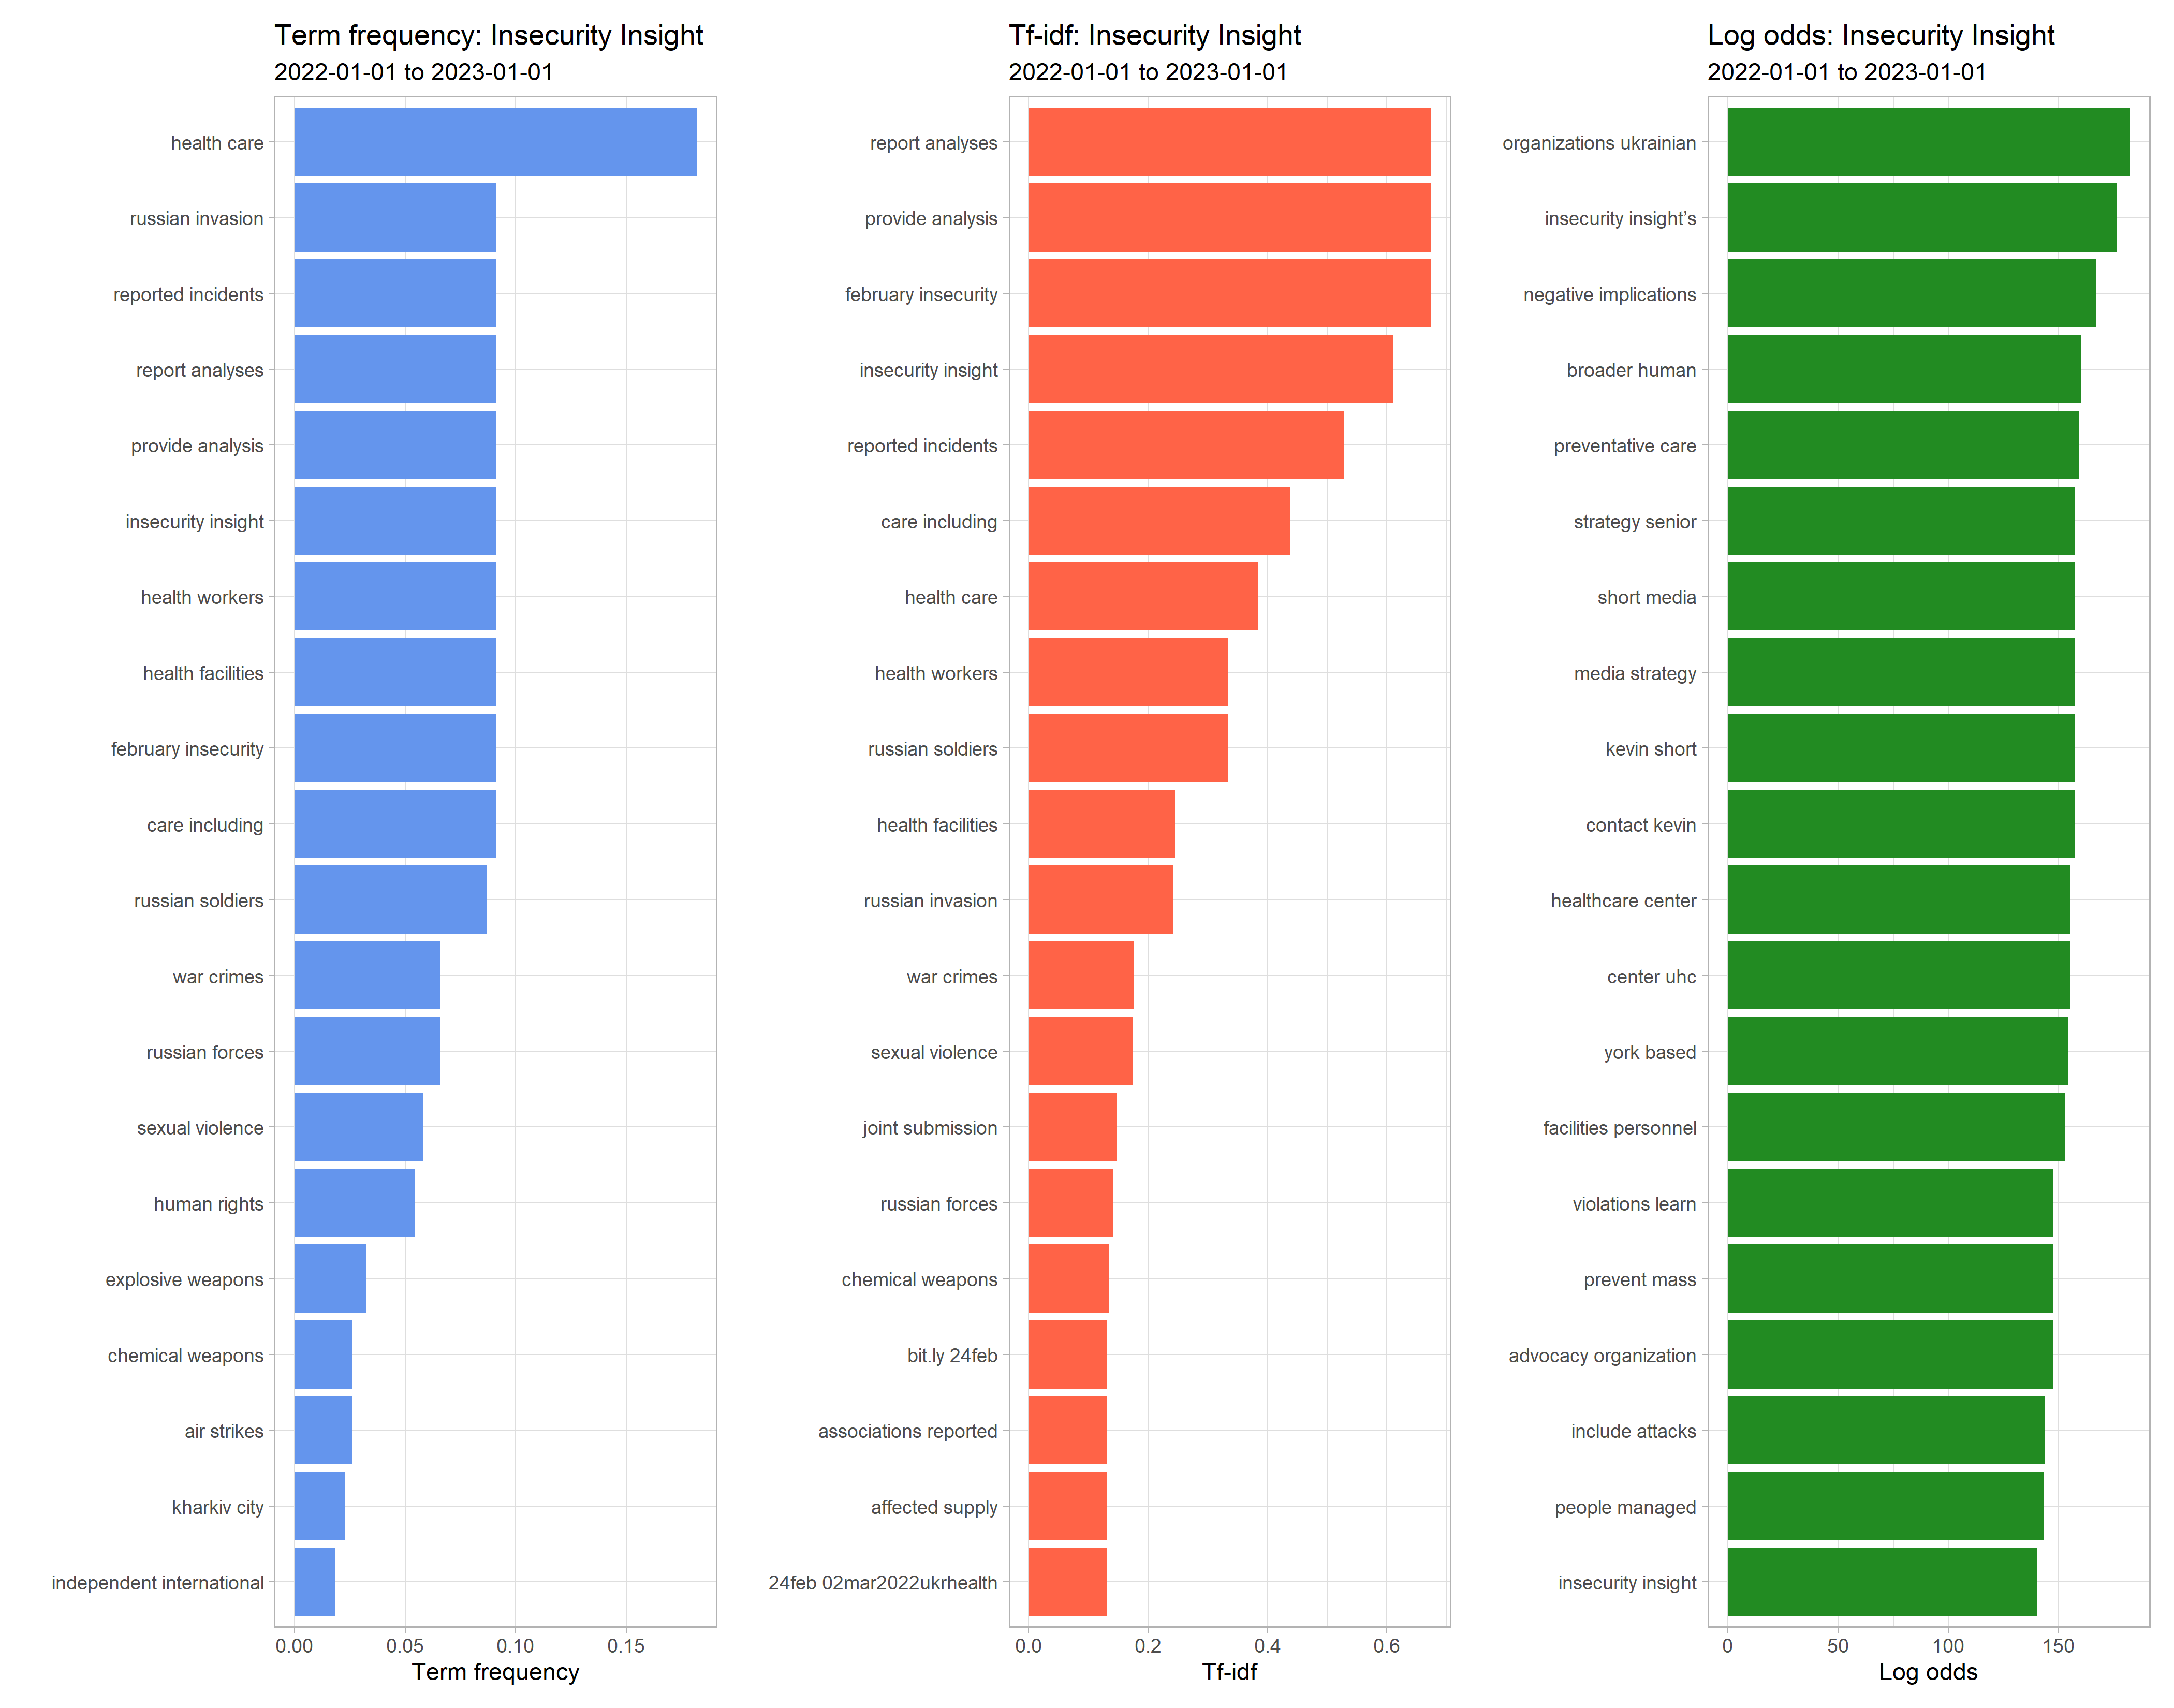 Term frequency: Insecurity Insight
2022-01-01 to 2023-01-01
health care
russian invasion
reported incidents
report analyses
provide analysis
insecurity insight
health workers
health facilities
february insecurity
care including
russian soldiers
war crimes
russian forces
sexual violence
human rights
explosive weapons
chemical weapons
air strikes
kharkiv city
independent international
0.00 0.05 0.10 0.15
Term frequency
Tf-idf: Insecurity Insight
2022-01-01 to 2023-01-01
report analyses
provide analysis
february insecurity
insecurity insight
reported incidents
care including
health care
health workers
russian soldiers
health facilities
russian invasion
war crimes
sexual violence
joint submission
russian forces
chemical weapons
bit.ly 24feb
associations reported
affected supply
24feb 02mar2022ukrhealth
0.0 0.2 0.4 0.6
Tf-idf
Log odds: Insecurity Insight
2022-01-01 to 2023-01-01
organizations ukrainian
insecurity insight’s
negative implications
broader human
preventative care
strategy senior
short media
media strategy
kevin short
contact kevin
healthcare center
center uhc
york based
facilities personnel
violations learn
prevent mass
advocacy organization
include attacks
people managed
insecurity insight
0 50 100 150
Log odds